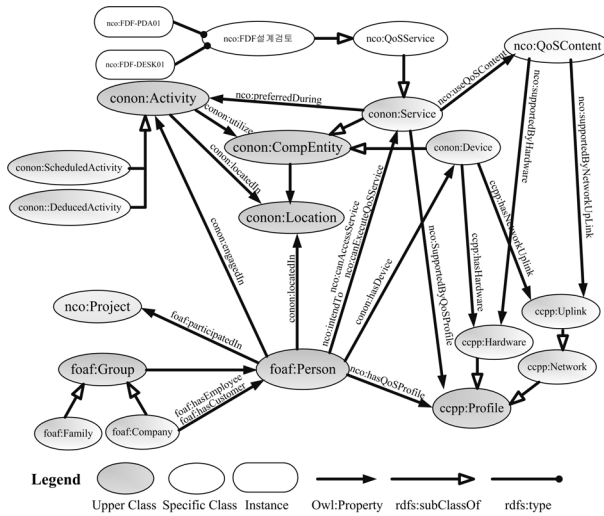 nco:FDF-PDA01
nco:FDF설계검토
nco:QoSService
nco:QoSContent
nco:FDF-DESK01
nco:preferredDuring
nco:useQoSContent
conon:Activity
conon:Service
conon:utilize
nco:supportedByHardware
nco:supportedByNetworkUpLink
conon:CompEntity
conon:Device
conon:ScheduledActivity
conon:locatedIn
conon::DeducedActivity
conon:Location
ccpp:hasNetworkUplink
conon:engagedIn
conon:locatedIn
nco:intendTo
nco:canAccessService
nco:canExecuteQoSService
conon:hasDevice
nco:SupportedByQoSProfile
ccpp:hasHardware
nco:Project
ccpp:Uplink
foaf:participatedIn
ccpp:Hardware
foaf:Group
foaf:Person
ccpp:Network
nco:hasQoSProfile
foaf:hasEmployee
foaf:hasCustomer
ccpp:Profile
foaf:Family
foaf:Company
Legend
Upper Class
Specific Class
Instance
Owl:Property
rdfs:subClassOf
rdfs:type